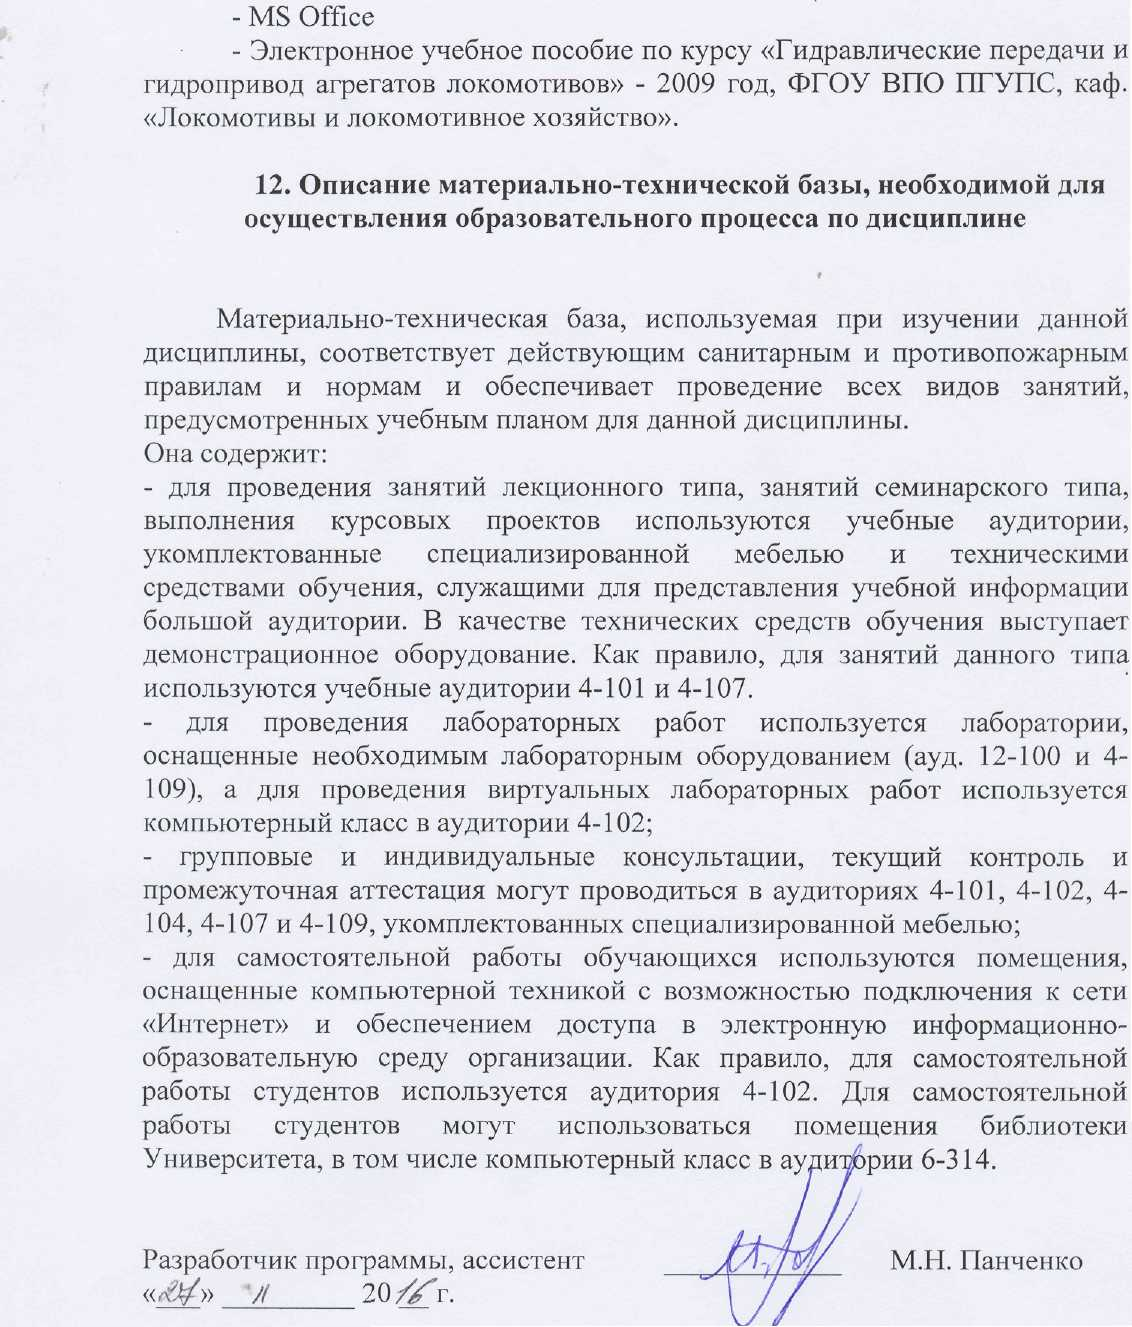 - MS Office
- Электронное учебное пособие по курсу «Гидравлические передачи и
гидропривод агрегатов локомотивов» - 2009 год, ФГОУ ВПО ПГУПС, каф.
«Локомотивы и локомотивное хозяйство».
12. Описание материально-технической базы, необходимой для
осуществления образовательного процесса по дисциплине
Материально-техническая база, используемая при изучении данной
дисциплины, соответствует действующим санитарным и противопожарным
правилам и нормам и обеспечивает проведение всех видов занятий,
предусмотренных учебным планом для данной дисциплины.
Она содержит:
- для проведения занятий лекционного типа, занятий семинарского типа,
выполнения курсовых проектов используются учебные аудитории,
укомплектованные специализированной мебелью и техническими
средствами обучения, служащими для представления учебной информации
большой аудитории. В качестве технических средств обучения выступает
демонстрационное оборудование. Как правило, для занятий данного типа
используются учебные аудитории 4-101 и 4-107.
- для проведения лабораторных работ используется лаборатории,
оснащенные необходимым лабораторным оборудованием (ауд. 12-100 и 4-
109), а для проведения виртуальных лабораторных работ используется
компьютерный класс в аудитории 4-102;
- групповые и индивидуальные консультации, текущий контроль и
промежуточная аттестация могут проводиться в аудиториях 4-101, 4-102, 4-
104, 4-107 и 4-109, укомплектованных специализированной мебелью;
- для самостоятельной работы обучающихся используются помещения,
оснащенные компьютерной техникой с возможностью подключения к сети
«Интернет» и обеспечением доступа в электронную информационно-
образовательную среду организации. Как правило, для самостоятельной
работы студентов используется аудитория 4-102. Для самостоятельной
работы студентов могут использоваться помещения библиотеки
Университета, в том числе компьютерный класс в аудитории 6-314.
Разработчик программы, ассистент ____________ М.Н. Панченко
«27» 11 2016 г.